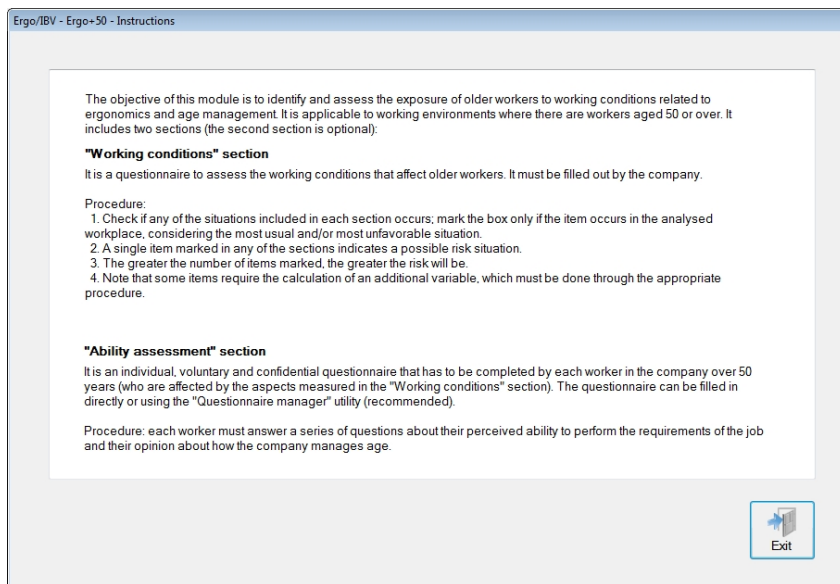 Ergo/IBV - Ergo+50 - Instructions
The objective of this module is to identify and assess the exposure of older workers to working conditions related to
ergonomics and age management. It is applicable to working environments where there are workers aged 50 or over. It
includes two sections (the second section is optional):
"Working conditions" section
It is a questionnaire to assess the working conditions that affect older workers. It must be filled out by the company.
Procedure:
1. Check if any of the situations included in each section occurs; mark the box only if the item occurs in the analysed
workplace, considering the most usual and/or most unfavorable situation.
2. A single item marked in any of the sections indicates a possible risk situation.
3. The greater the number of items marked, the greater the risk will be.
4. Note that some items require the calculation of an additional variable, which must be done through the appropriate
procedure.
"Ability assessment" section
It is an individual, voluntary and confidential questionnaire that has to be completed by each worker in the company over 50
years (who are affected by the aspects measured in the "Working conditions" section). The questionnaire can be filled in
directly or using the "Questionnaire manager" utility (recommended).
Procedure: each worker must answer a series of questions about their perceived ability to perform the requirements of the job
and their opinion about how the company manages age.
Exit